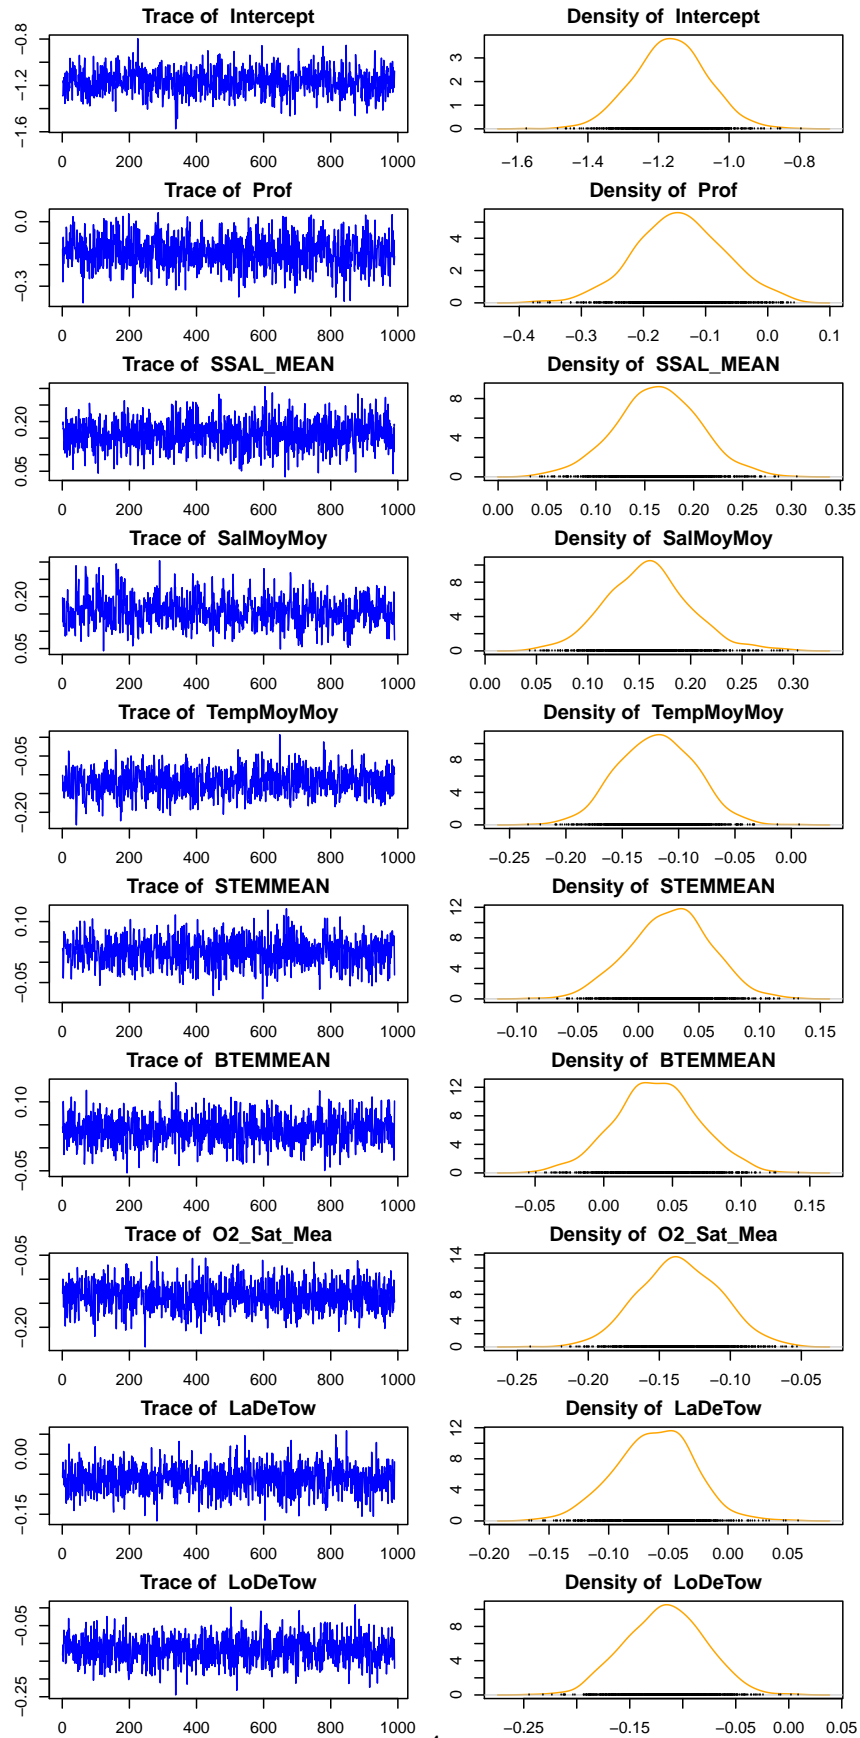 Trace of Intercept
Density of Intercept
−1.6 −1.2 −0.8
0 200 400 600 800 1000
0 1 2 3
−1.6 −1.4 −1.2 −1.0 −0.8
Trace of Prof
Density of Prof
−0.3 0.0
0 200 400 600 800 1000
0 2 4
−0.4 −0.3 −0.2 −0.1 0.0 0.1
Trace of SSAL_MEAN
Density of SSAL_MEAN
0.05 0.20
0 200 400 600 800 1000
0 4 8
0.00 0.05 0.10 0.15 0.20 0.25 0.30 0.35
Trace of SalMoyMoy
Density of SalMoyMoy
0.05 0.20
0 200 400 600 800 1000
0 4 8
0.00 0.05 0.10 0.15 0.20 0.25 0.30
Trace of TempMoyMoy
Density of TempMoyMoy
−0.20 −0.05
0 200 400 600 800 1000
0 4 8
−0.25 −0.20 −0.15 −0.10 −0.05 0.00
Trace of STEMMEAN
Density of STEMMEAN
−0.05 0.10
0 200 400 600 800 1000
0 4 8 12
−0.10 −0.05 0.00 0.05 0.10 0.15
Trace of BTEMMEAN
Density of BTEMMEAN
−0.05 0.10
0 200 400 600 800 1000
0 4 8 12
−0.05 0.00 0.05 0.10 0.15
Trace of O2_Sat_Mea
Density of O2_Sat_Mea
−0.20 −0.05
0 200 400 600 800 1000
0 4 8 14
−0.25 −0.20 −0.15 −0.10 −0.05
Trace of LaDeTow
Density of LaDeTow
−0.15 0.00
0 200 400 600 800 1000
0 4 8 12
−0.20 −0.15 −0.10 −0.05 0.00 0.05
Trace of LoDeTow
Density of LoDeTow
−0.25 −0.05
0 200 400 600 800 1000
0 4 8
−0.25 −0.15 −0.05 0.00 0.05